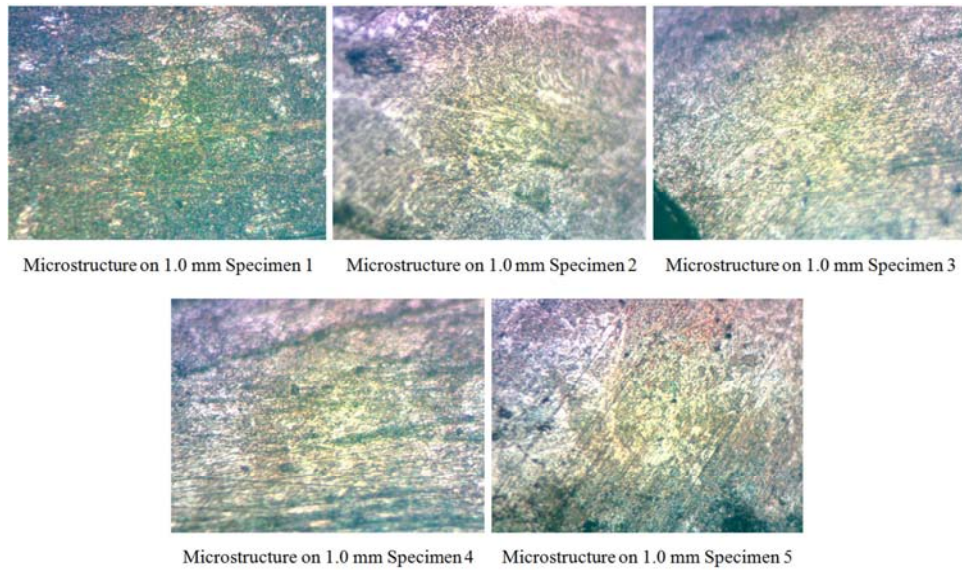 Microstructure on 1.0 mm Specimen 1
Microstructure on 1.0 mm Specimen 2
Microstructure on 1.0 mm Specimen 3
Microstructure on 1.0 mm Specimen 4
Microstructure on 1.0 mm Specimen 5